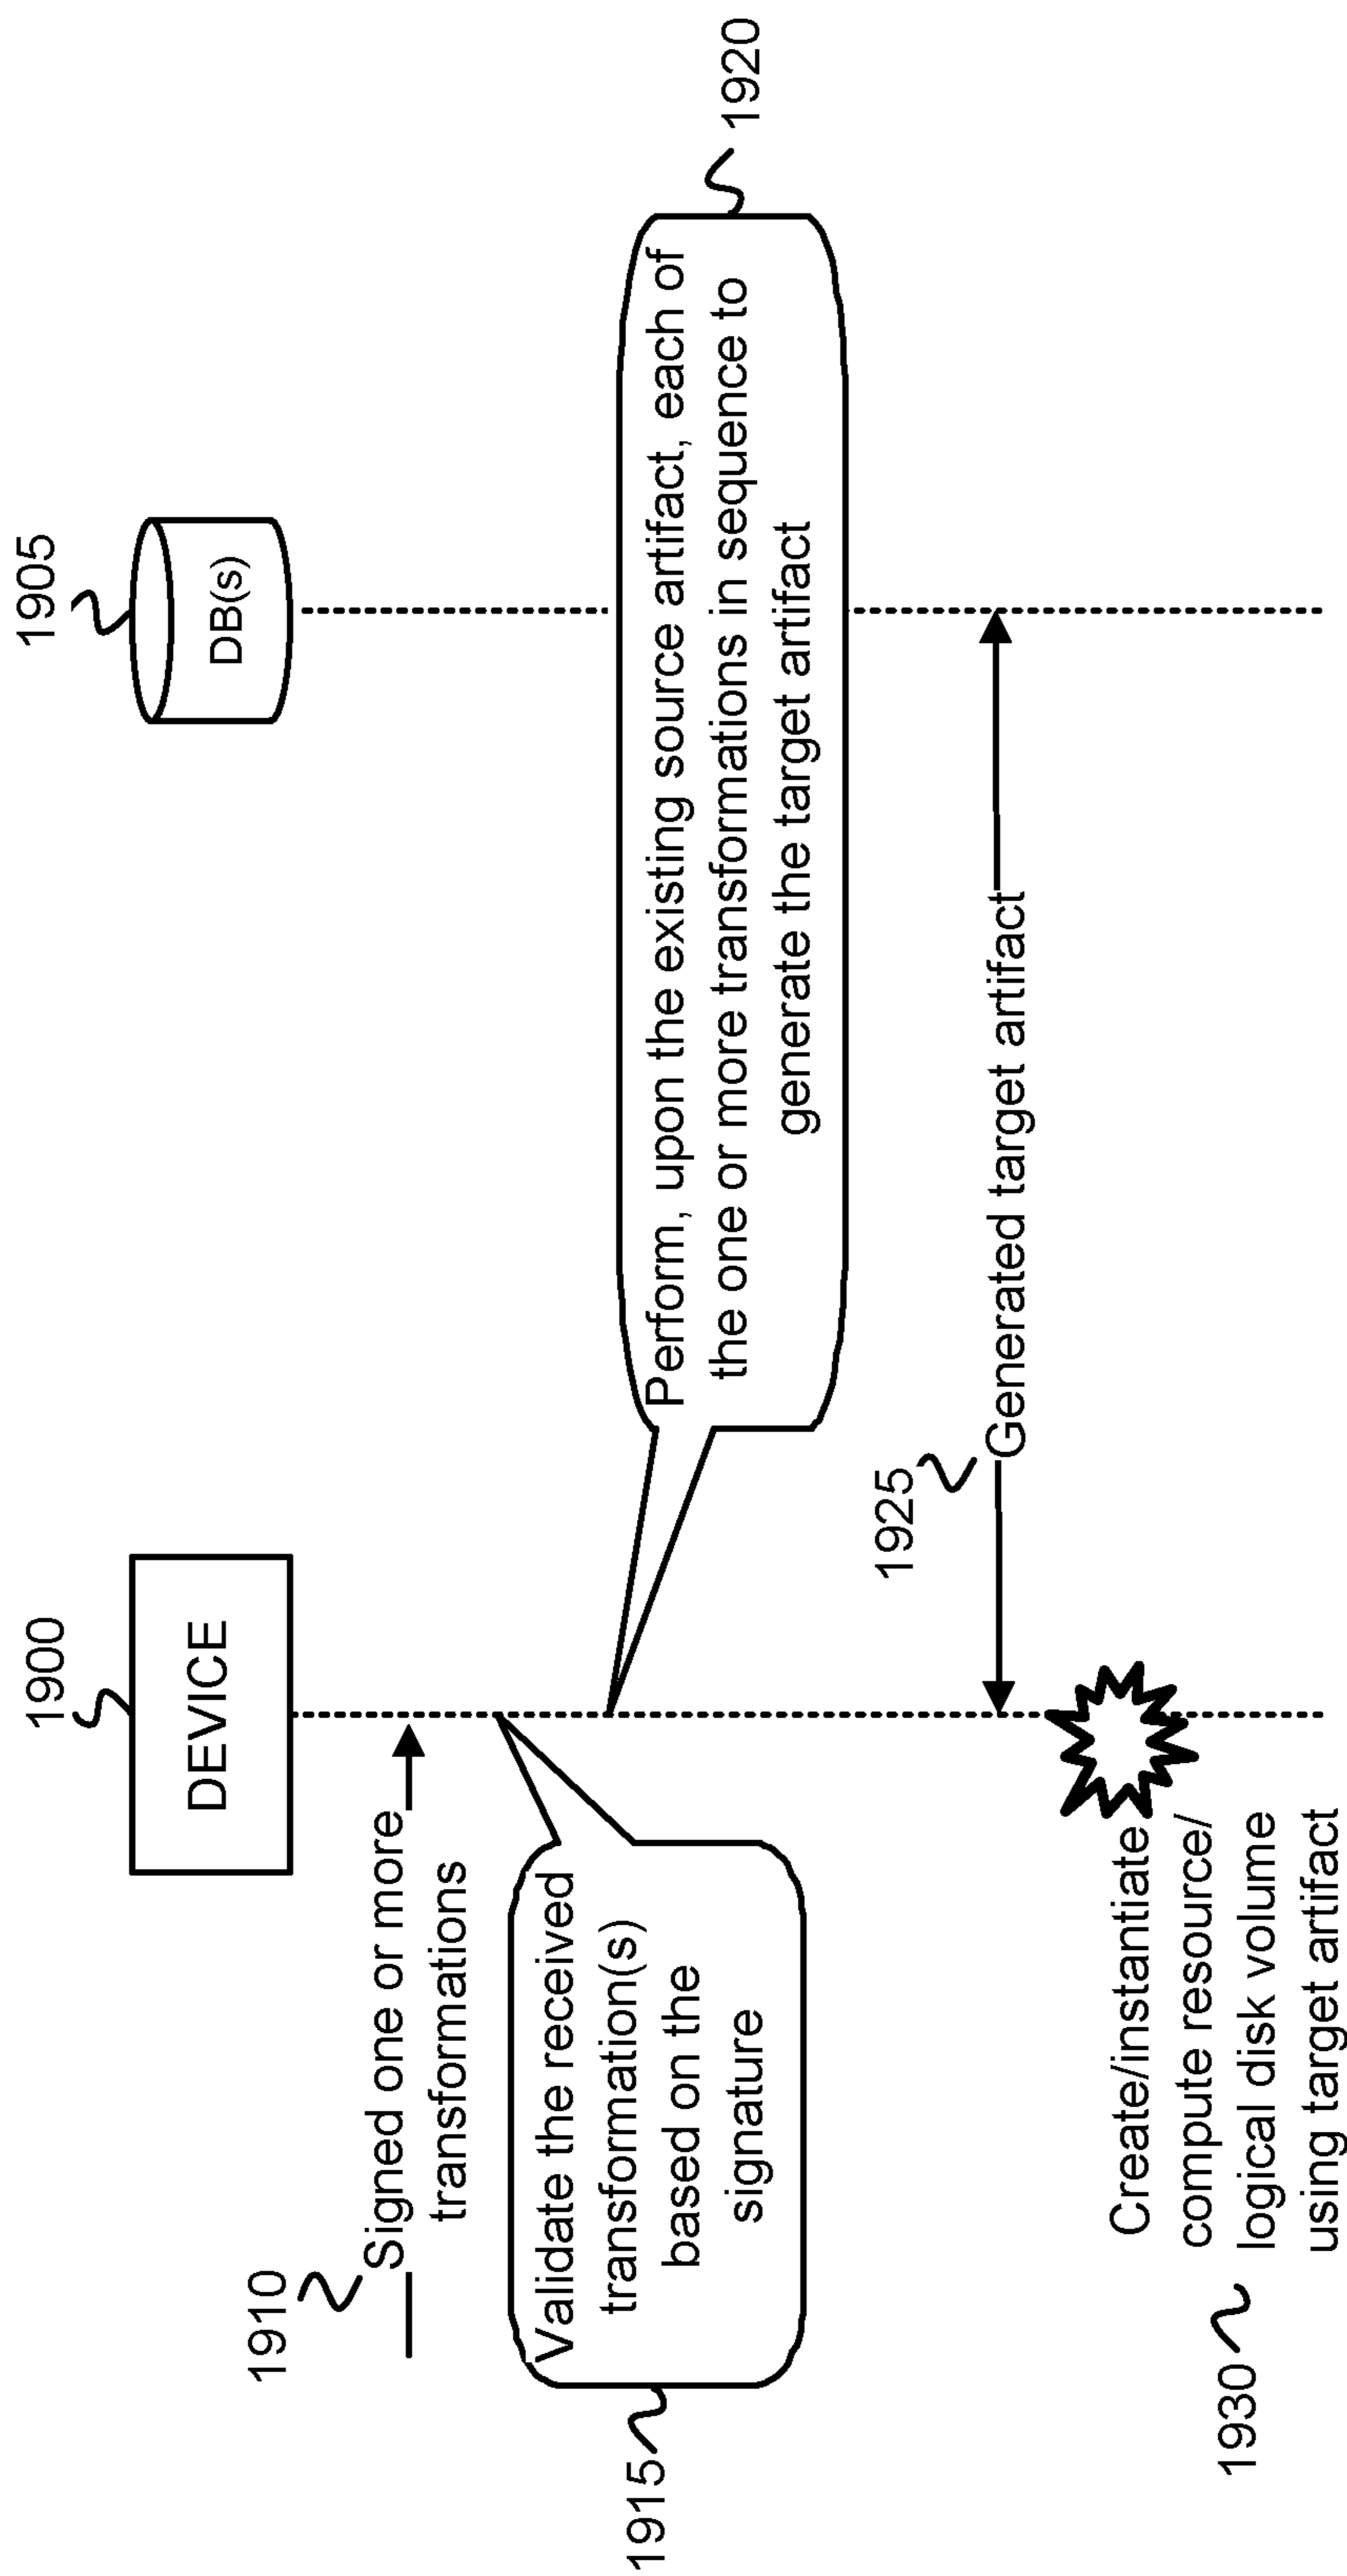 1900
1905
DEVICE
DB(s)
1910
Signed one or more
transformations
Validate the received
transformation(s)
based on the
signature
1915
Perform, upon the existing source artifact, each of
the one or more transformations in sequence to
generate the target artifact
1920
1925
Generated target artifact
Create/instantiate
compute resource/
logical disk volume
using target artifact
1930